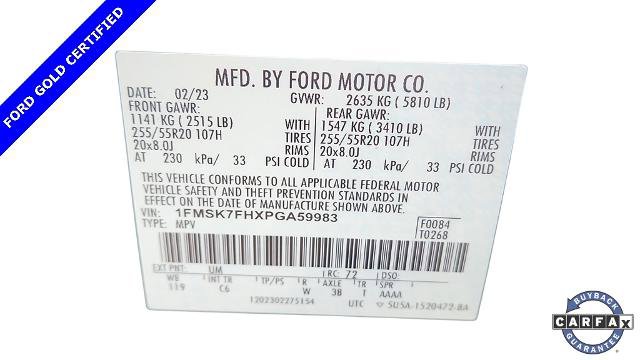 FORD GOLD CERTIFIED
MFD. BY FORD MOTOR CO.
DATE: 02/23 GVWR: 2635 KG ( 5810 LB)
FRONT GAWR: REAR GAWR:
1141 KG ( 2515 LB) WITH 1547 KG ( 3410 LB) WITH
255/55R20 107H TIRES 255/55R20 107H TIRES
20x8.0J RIMS 20x8.0J RIMS
AT 230 kPa/ 33 PSI COLD AT 230 kPa/ 33 PSI COLD
THIS VEHICLE CONFORMS TO ALL APPLICABLE FEDERAL MOTOR
VEHICLE SAFETY AND THEFT PREVENTION STANDARDS IN
EFFECT ON THE DATE OF MANUFACTURE SHOWN ABOVE.
VIN: 1FMSK7FHXPGA59983 F0084
TYPE: MPV T0268
EXT PNT: UM RC: 72 DSO:
WB INT TR TP/PS R AXLE TR SPR
119 C6 W 3B T AAAA
1202302275154 UTC SU5A-1520472-BA
BUYBACK
CARFAX
GUARANTEE